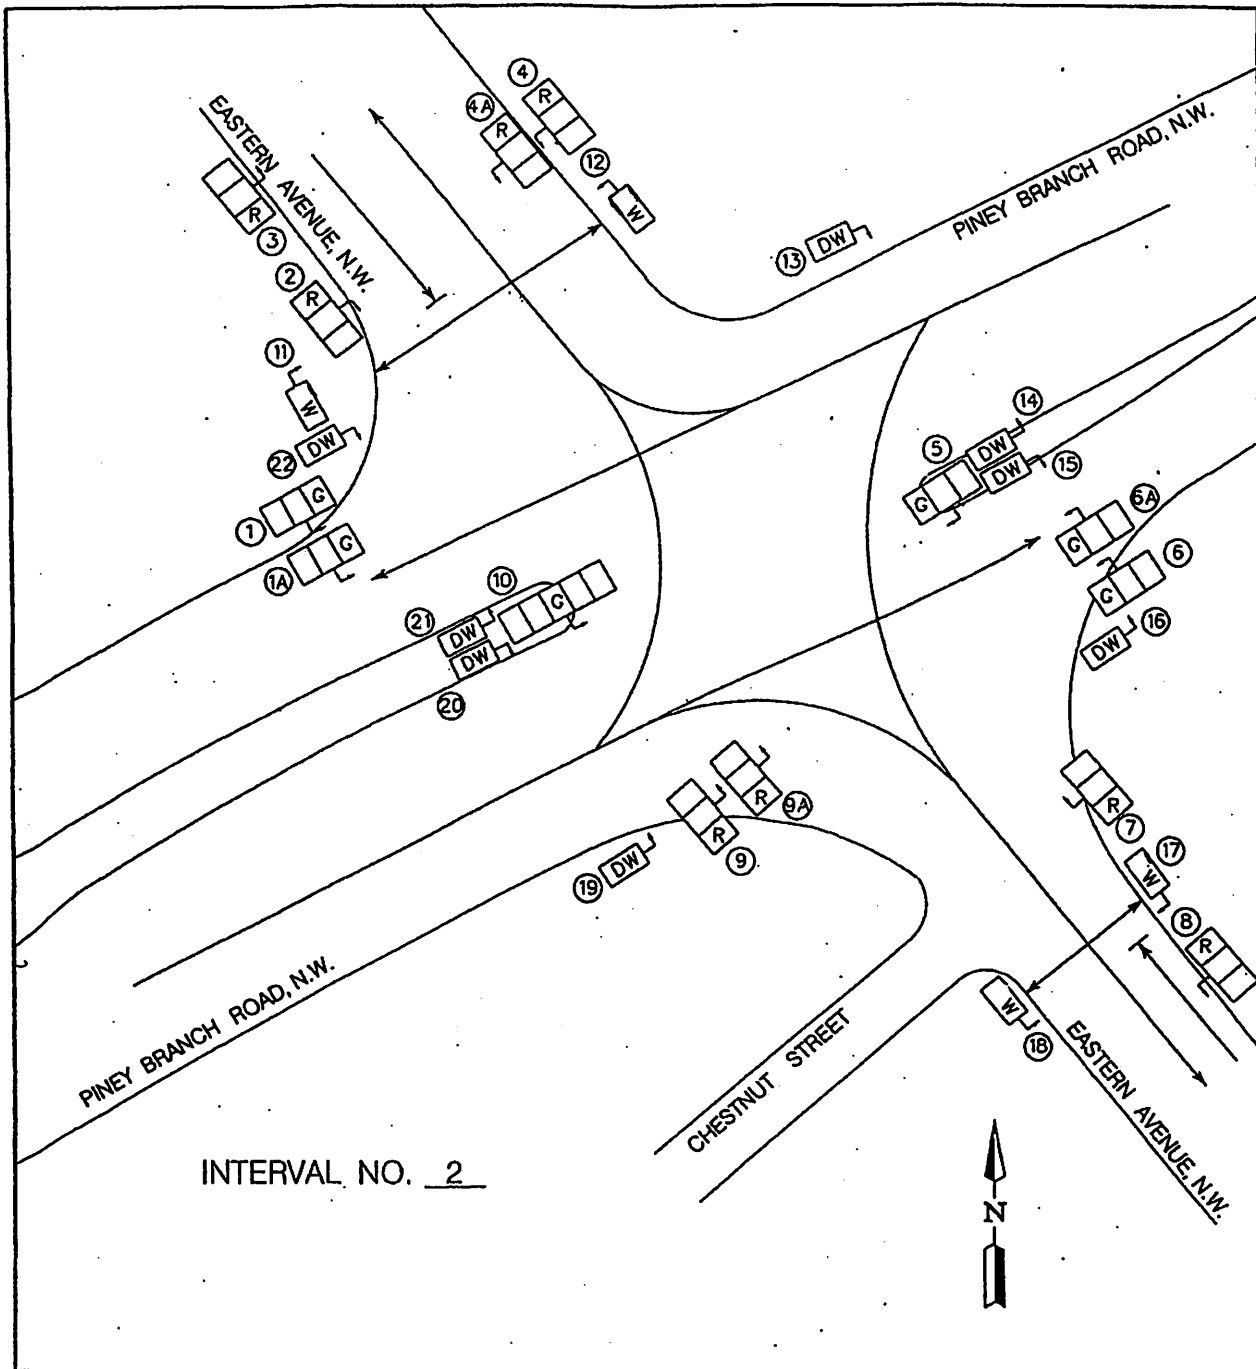 4
4A
R
R
12
W
EASTERN AVENUE, N.W.
PINEY BRANCH ROAD, N.W.
R
3
2
R
13
DW
11
W
22
DW
1
G
1A
G
5
G
14
DW
DW
15
6A
G
6
G
DW
16
10
G
21
DW
DW
20
R
9A
R
9
19
DW
R
7
17
W
8
R
W
18
PINEY BRANCH ROAD, N.W.
CHESTNUT STREET
EASTERN AVENUE, N.W.
INTERVAL NO. 2
N